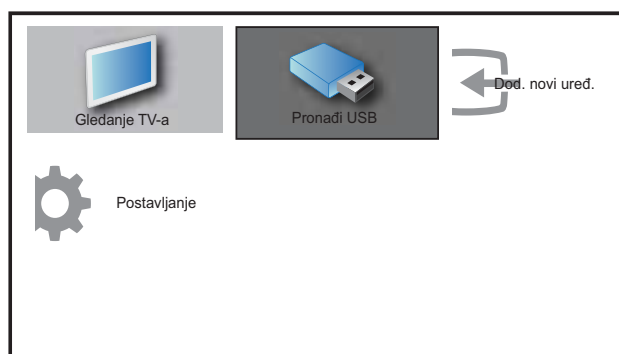 Gledanje TV-a
Pronađi USB
Dod. novi uređ.
Postavljanje